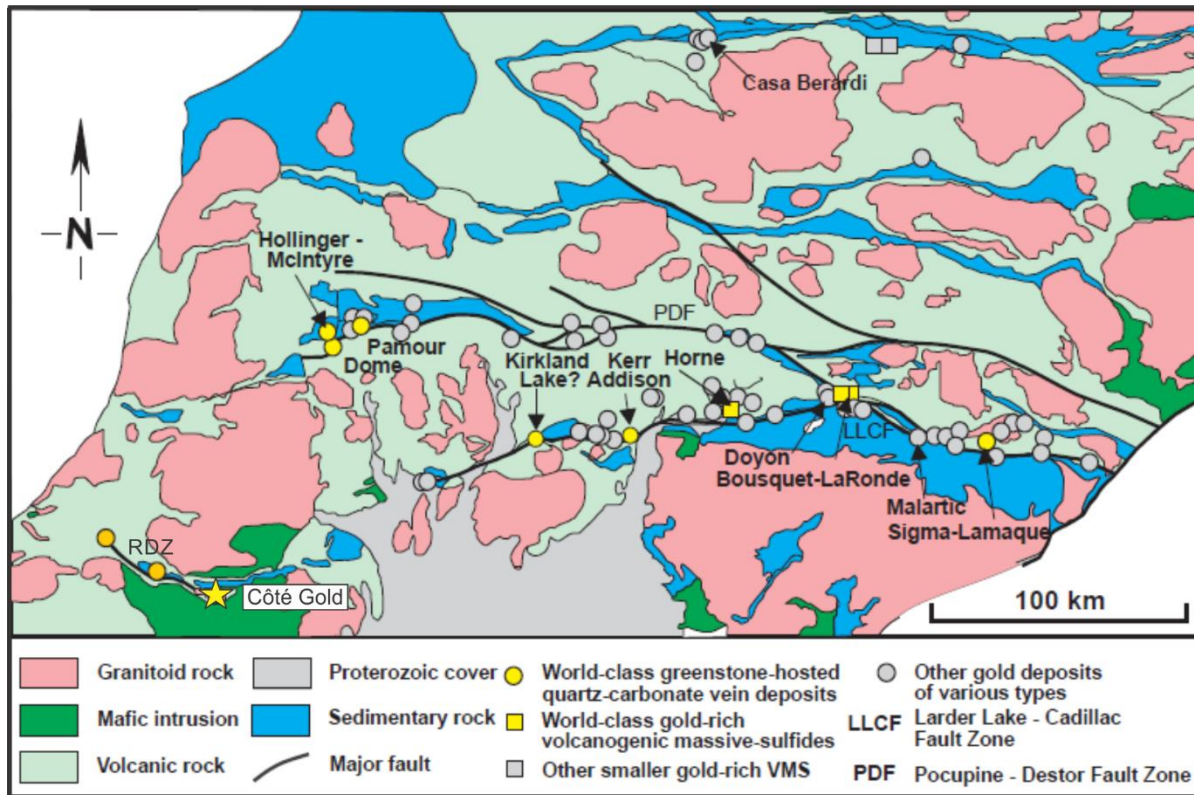 Casa Berardi
N
Hollinger -
McIntyre
PDF
Pamour
Dome
Kirkland
Lake?
Kerr
Addison
Horne
LLCF
Doyon
Bousquet-LaRonde
Malartic
Sigma-Lamaque
RDZ
Côté Gold
100 km
Granitoid rock
Mafic intrusion
Volcanic rock
Proterozoic cover
Sedimentary rock
Major fault
World-class greenstone-hosted
quartz-carbonate vein deposits
World-class gold-rich
volcanogenic massive-sulfides
Other smaller gold-rich VMS
Other gold deposits
of various types
LLCF Larder Lake - Cadillac
Fault Zone
PDF Pocupine - Destor Fault Zone